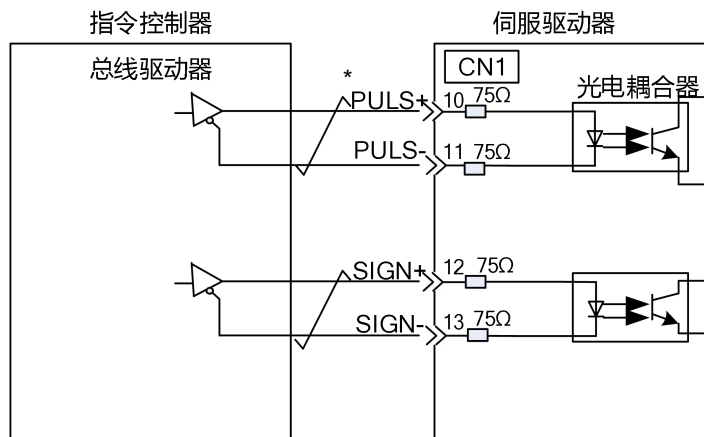 指令控制器
伺服驱动器
总线驱动器
CN1
*
光电耦合器
PULS+
10
75Ω
PULS-
11
75Ω
SIGN+
12
75Ω
SIGN-
13
75Ω